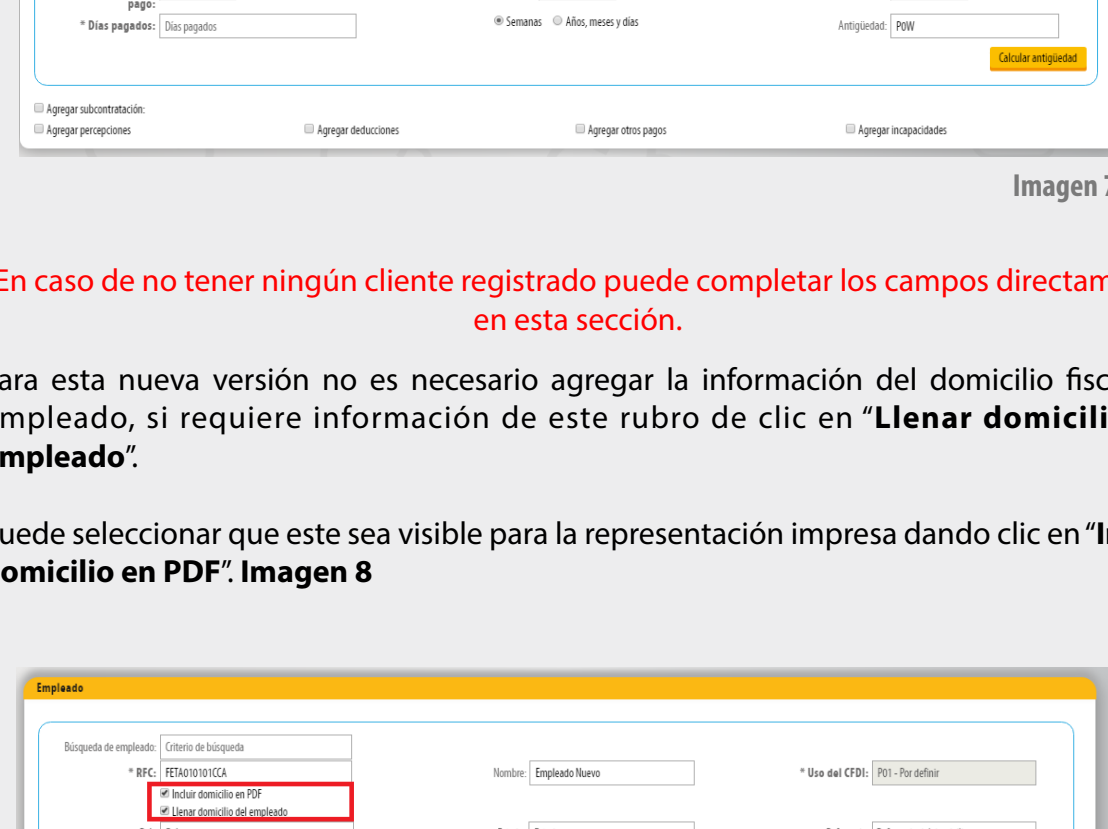 pago:
* Días pagados: Días pagados Semanas Años, meses y días Antigüedad: P0W
Calcular antigüedad
Agregar subcontratación:
Agregar percepciones Agregar deducciones Agregar otros pagos Agregar incapacidades
Imagen 7
En caso de no tener ningún cliente registrado puede completar los campos directam
en esta sección.
ara esta nueva versión no es necesario agregar la información del domicilio fisc
mpleado, si requiere información de este rubro de clic en “Llenar domicili
mpleado”.
uede seleccionar que este sea visible para la representación impresa dando clic en “In
omicilio en PDF”. Imagen 8
Empleado
Búsqueda de empleado: Criterio de búsqueda
* RFC: FETA010101CCA Nombre: Empleado Nuevo * Uso del CFDI: P01 - Por definir
Incluir domicilio en PDF
Llenar domicilio del empleado